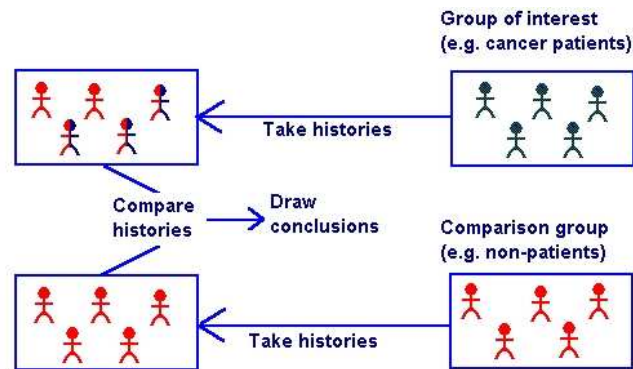 Group of interest
(e.g. cancer patients)
Take histories
Compare
histories
Draw
conclusions
Comparison group
(e.g. non-patients)
Take histories